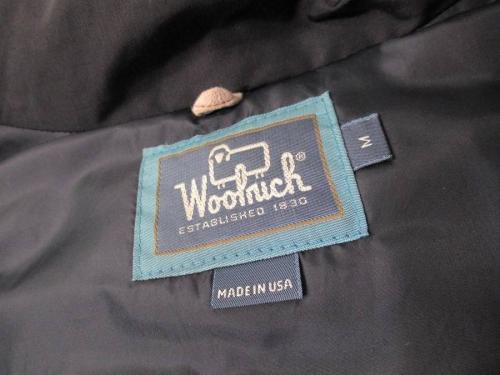 Woolrich®
ESTABLISHED 1830
M
MADE IN USA